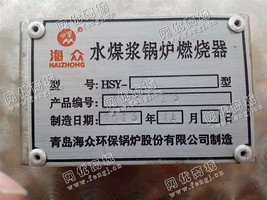 海众
HAIZHONG
水煤浆锅炉燃烧器
型 号: HSY- 型
产品编号:
制造日期: 年 月 日
青岛海众环保锅炉股份有限公司制造